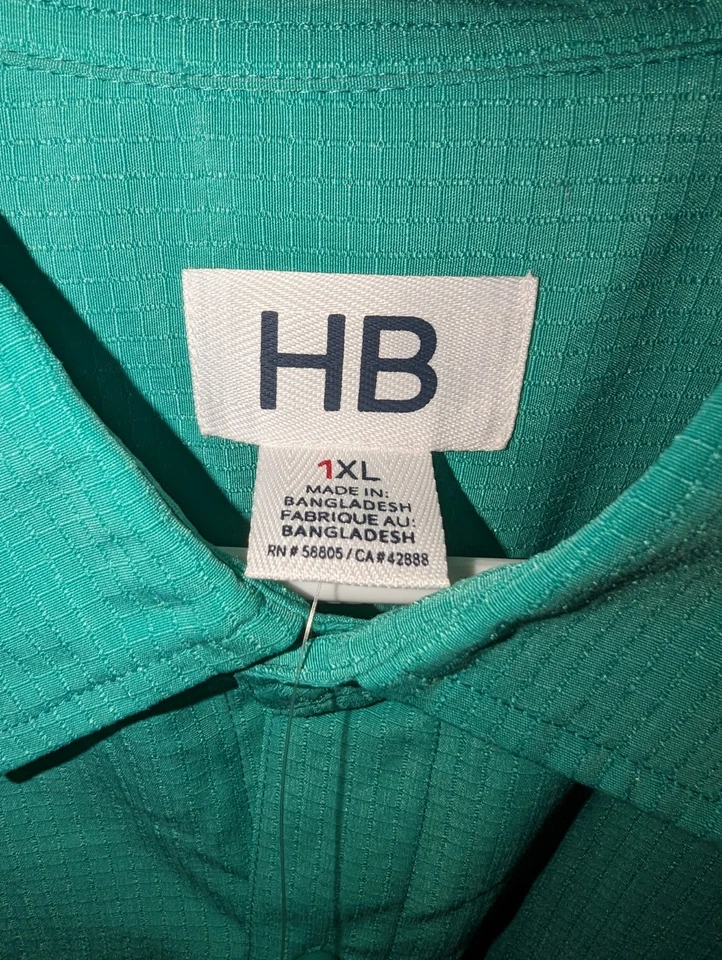 HB
1XL
MADE IN:
BANGLADESH
FABRIQUE AU:
BANGLADESH
RN# 58805/CA#42888